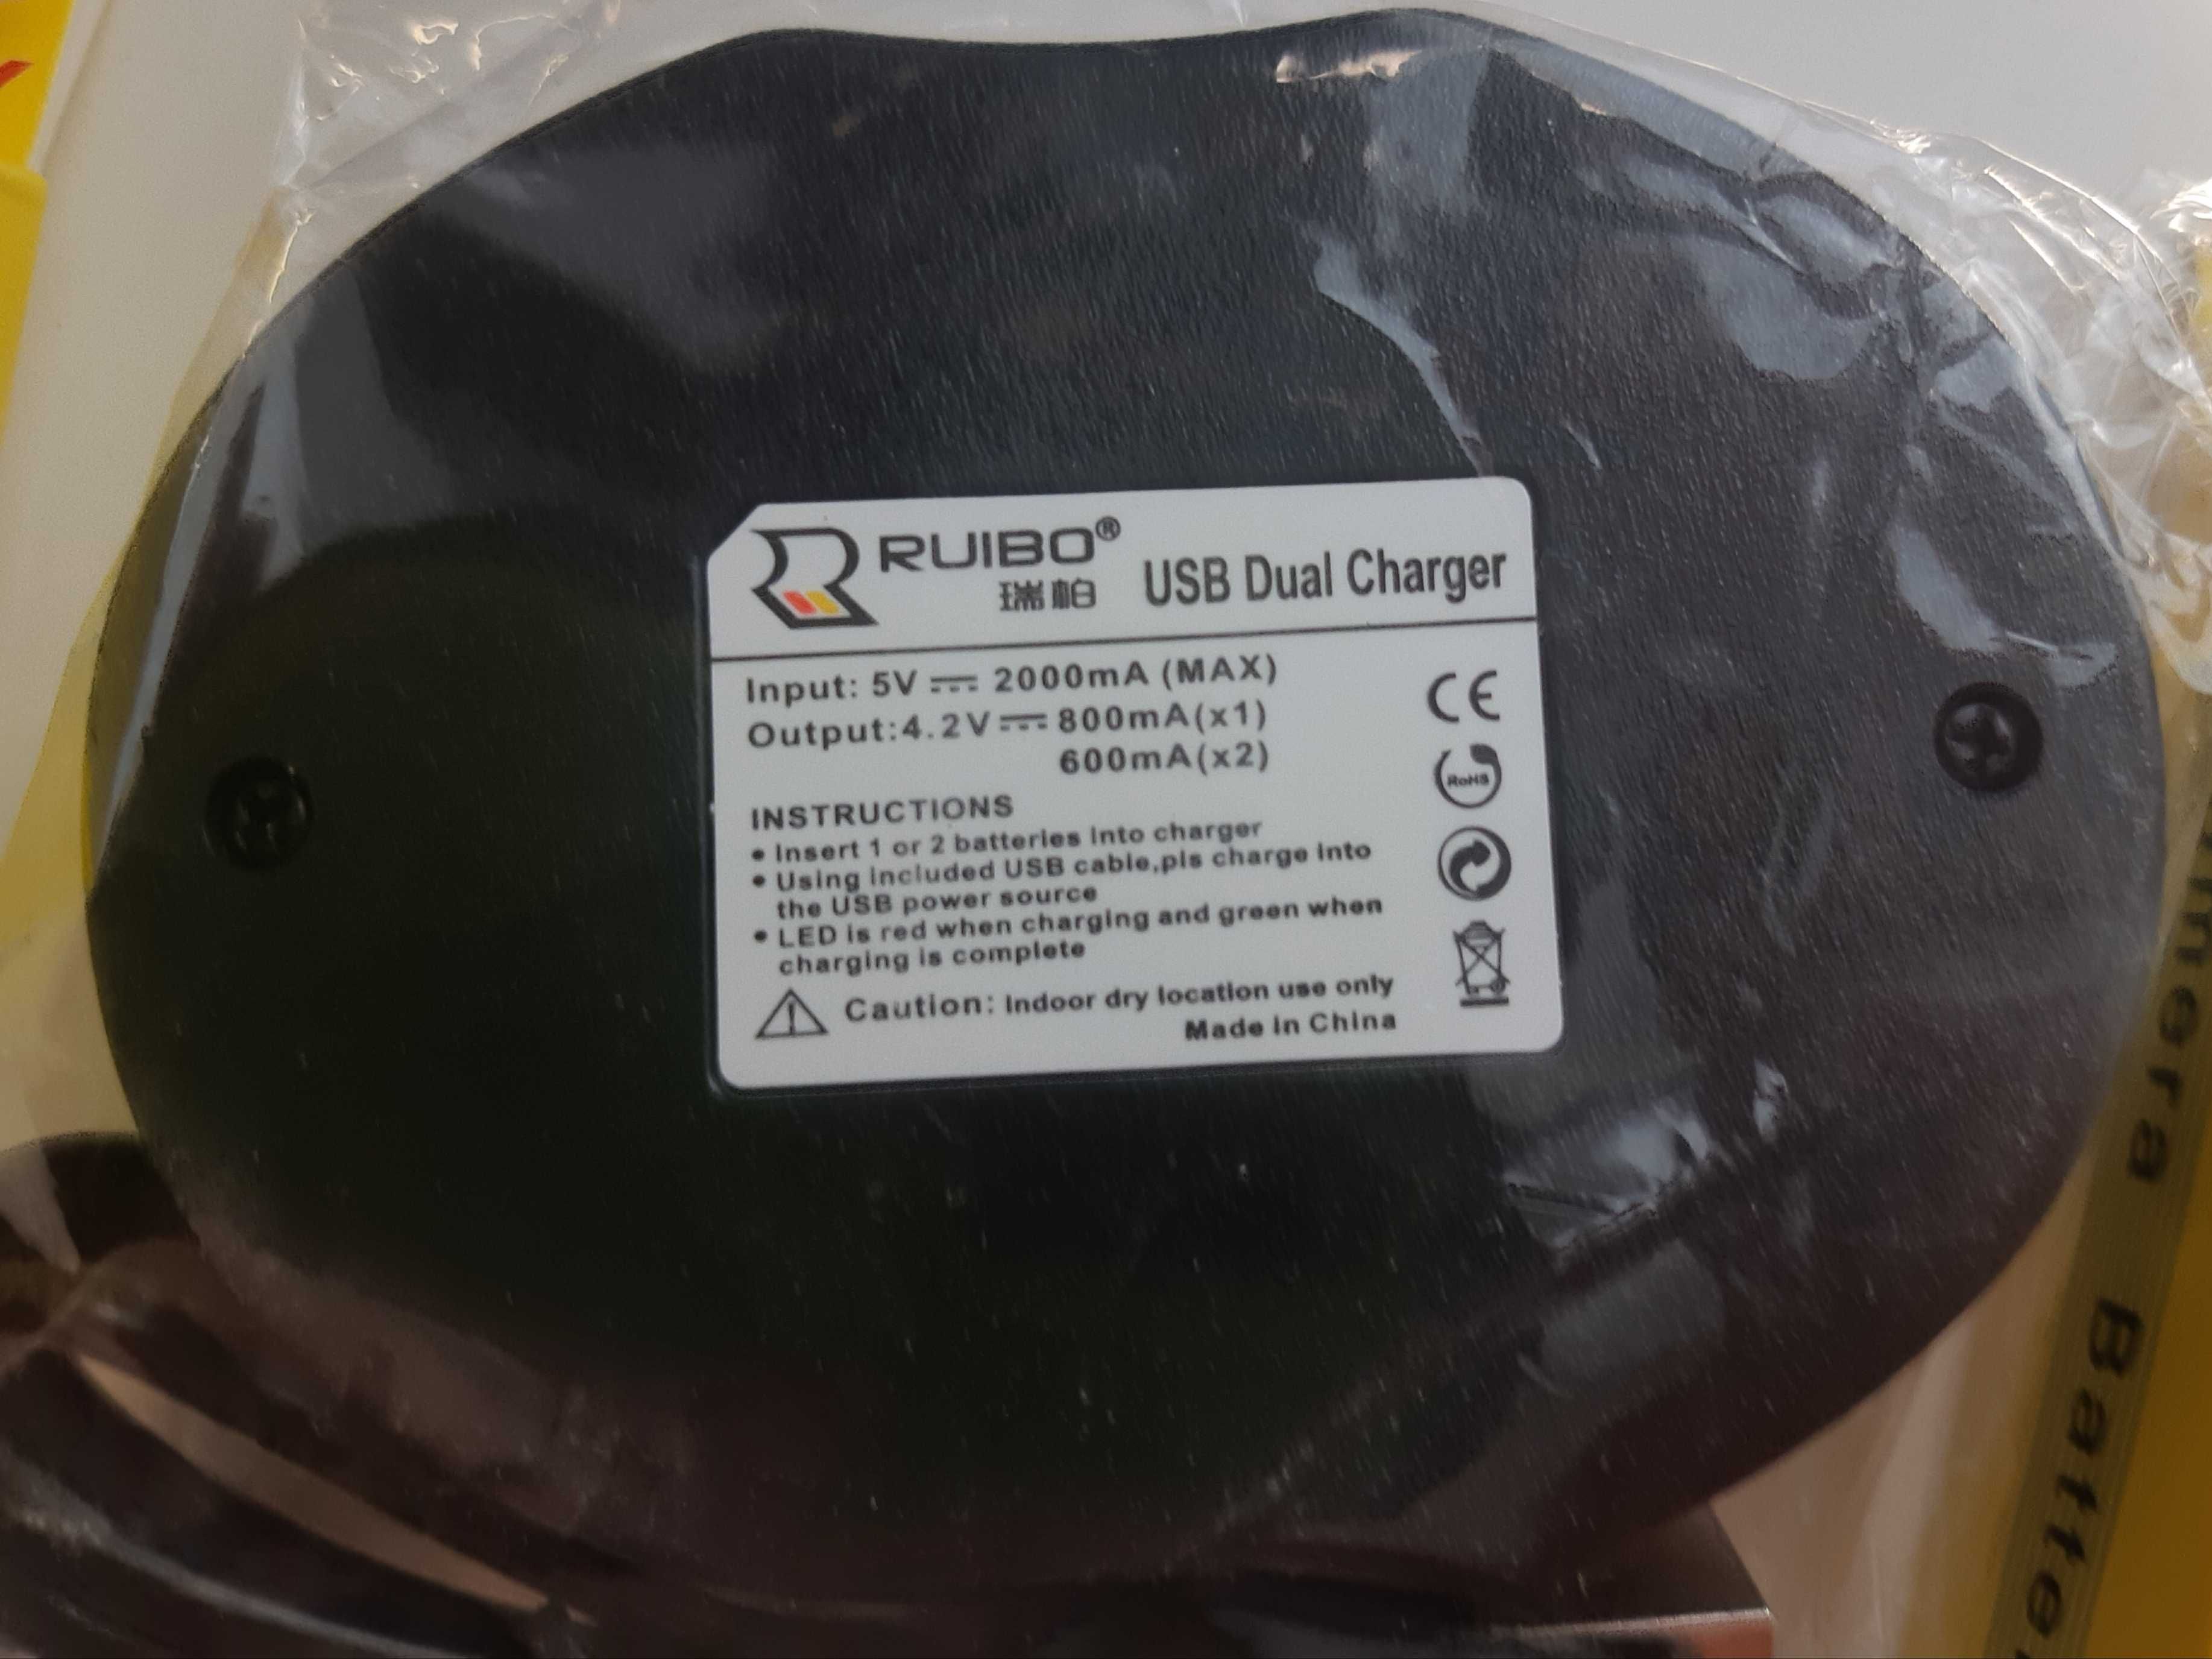 RUIBO®
瑞柏
USB Dual Charger
Input: 5V ⎓ 2000mA (MAX)
Output:4.2V ⎓ 800mA(x1)
600mA(x2)
INSTRUCTIONS
• Insert 1 or 2 batteries into charger
• Using included USB cable,pls charge into
the USB power source
• LED is red when charging and green when
charging is complete
Caution: Indoor dry location use only
Made in China
CE
RoHS